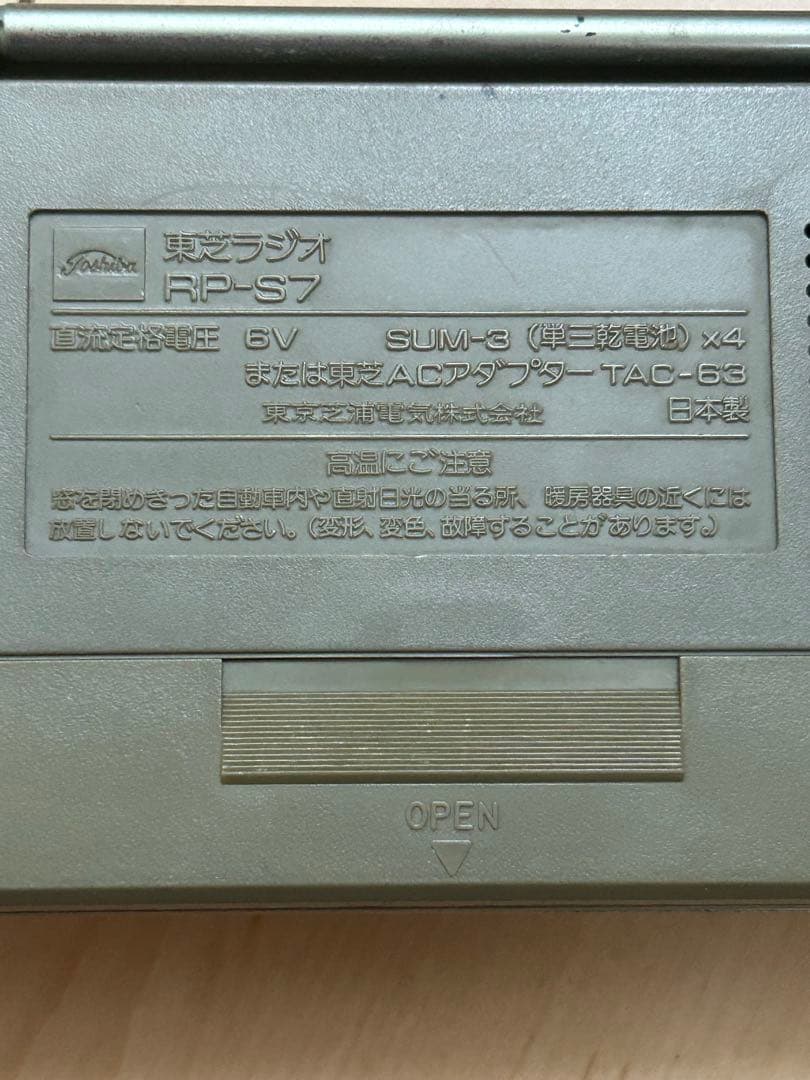 Toshiba
東芝ラジオ
RP-S7
直流定格電圧 6V SUM-3(単三乾電池)×4
または東芝ACアダプターTAC-63
東京芝浦電気株式会社 日本製
高温にご注意
窓を閉めきった自動車内や直射日光の当る所、暖房器具の近くには
放置しないでください。(変形、変色、故障することがあります。)
OPEN